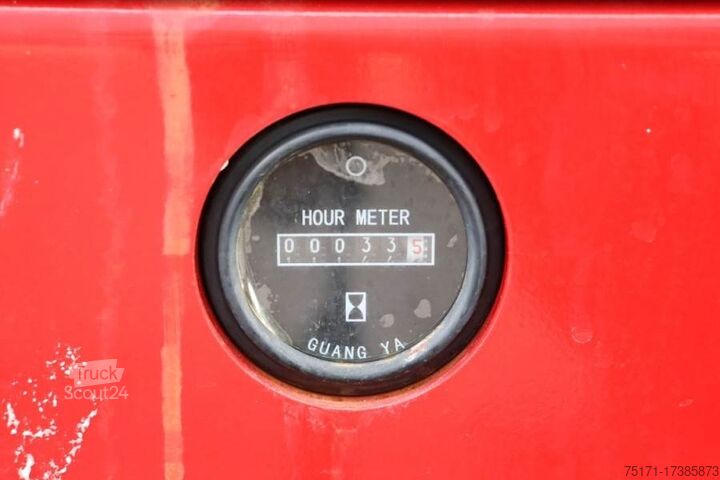 HOUR METER
000335
GUANG YA
Truck
Scout24
75171-17385873